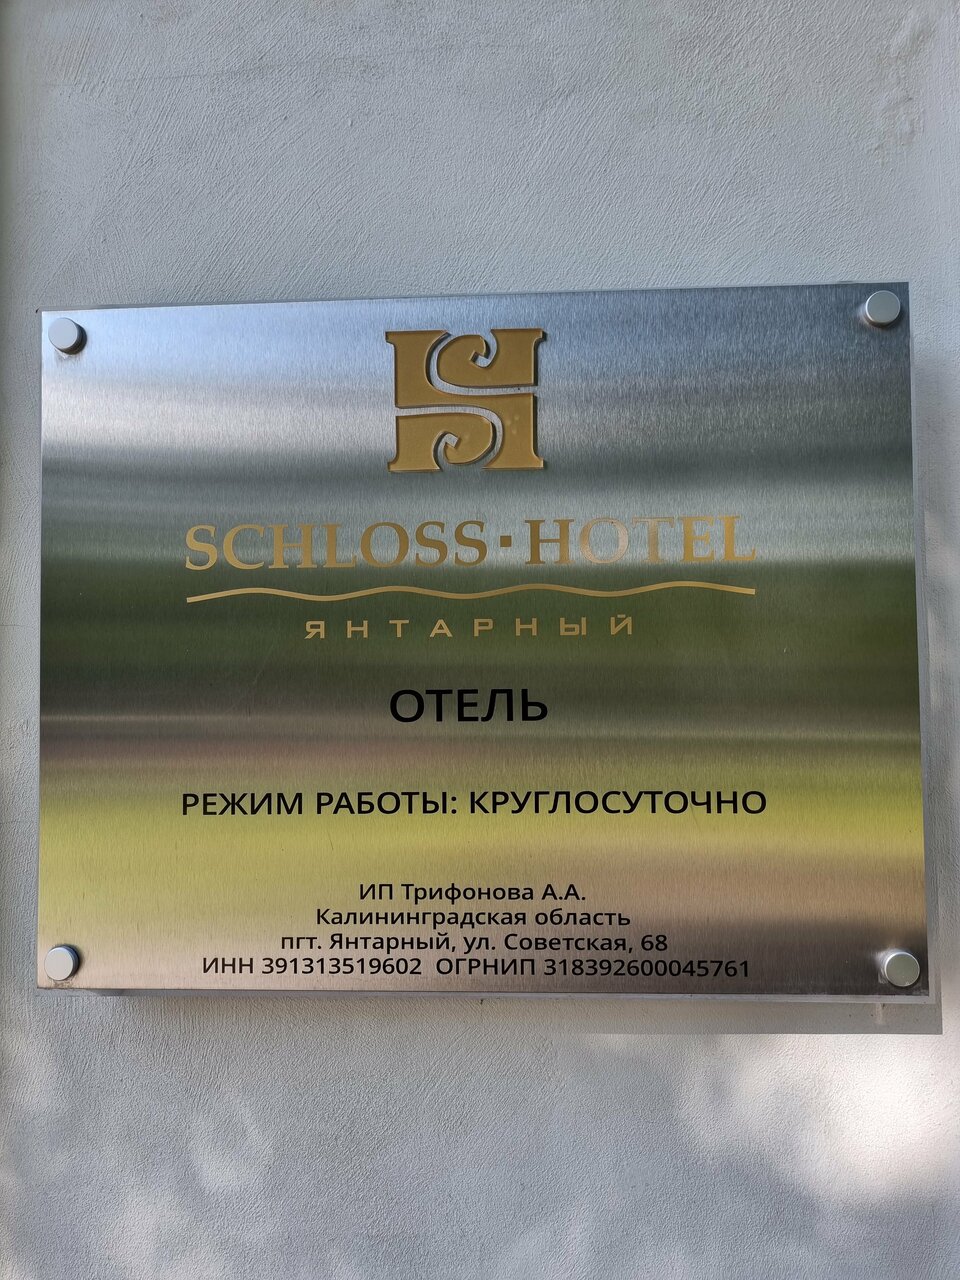 SCHLOSS·HOTEL
ЯНТАРНЫЙ
ОТЕЛЬ
РЕЖИМ РАБОТЫ: КРУГЛОСУТОЧНО
ИП Трифонова А.А.
Калининградская область
пгт. Янтарный, ул. Советская, 68
ИНН 391313519602 ОГРНИП 318392600045761